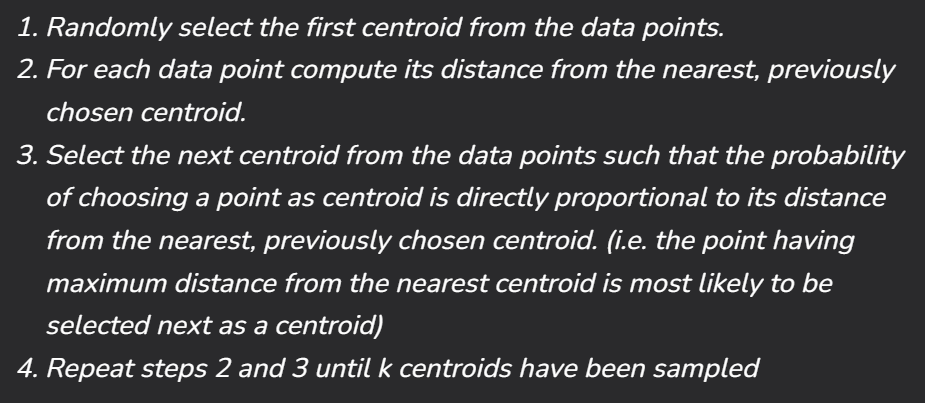 1. Randomly select the first centroid from the data points.
2. For each data point compute its distance from the nearest, previously
chosen centroid.
3. Select the next centroid from the data points such that the probability
of choosing a point as centroid is directly proportional to its distance
from the nearest, previously chosen centroid. (i.e. the point having
maximum distance from the nearest centroid is most likely to be
selected next as a centroid)
4. Repeat steps 2 and 3 until k centroids have been sampled